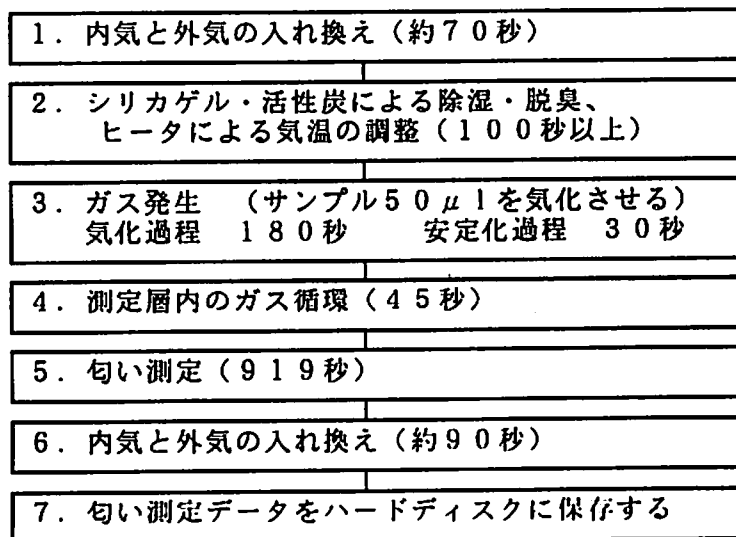 1. 内気と外気の入れ換え（約70秒）
2. シリカゲル・活性炭による除湿・脱臭、
ヒータによる気温の調整（100秒以上）
3. ガス発生 （サンプル50μlを気化させる）
気化過程 180秒 安定化過程 30秒
4. 測定層内のガス循環（45秒）
5. 匂い測定（919秒）
6. 内気と外気の入れ換え（約90秒）
7. 匂い測定データをハードディスクに保存する